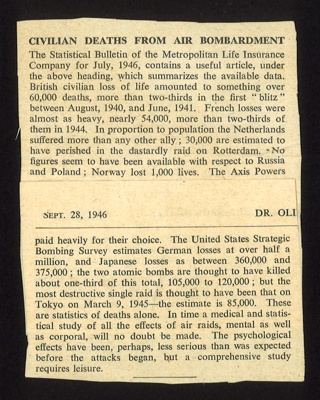 CIVILIAN DEATHS FROM AIR BOMBARDMENT
The Statistical Bulletin of the Metropolitan Life Insurance
Company for July, 1946, contains a useful article, under
the above heading, which summarizes the available data.
British civilian loss of life amounted to something over
60,000 deaths, more than two-thirds in the first " blitz "
between August, 1940, and June, 1941. French losses were
almost as heavy, nearly 54,000, more than two-thirds of
them in 1944. In proportion to population the Netherlands
suffered more than any other ally ; 30,000 are estimated to
have perished in the dastardly raid on Rotterdam. No
figures seem to have been available with respect to Russia
and Poland ; Norway lost 1,000 lives. The Axis Powers
SEPT. 28, 1946 DR. OLI
paid heavily for their choice. The United States Strategic
Bombing Survey estimates German losses at over half a
million, and Japanese losses as between 360,000 and
375,000 ; the two atomic bombs are thought to have killed
about one-third of this total, 105,000 to 120,000 ; but the
most destructive single raid is thought to have been that on
Tokyo on March 9, 1945—the estimate is 85,000. These
are statistics of deaths alone. In time a medical and statis-
tical study of all the effects of air raids, mental as well
as corporal, will no doubt be made. The psychological
effects have been, perhaps, less serious than was expected
before the attacks began, but a comprehensive study
requires leisure.